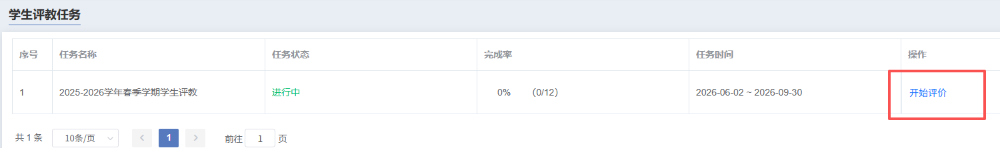 学生评教任务
序号 任务名称 任务状态 完成率 任务时间 操作
1 2025-2026学年春季学期学生评教 进行中 0% （0/12） 2026-06-02 ~ 2026-09-30 开始评价
共 1 条 10条/页 1 前往 1 页